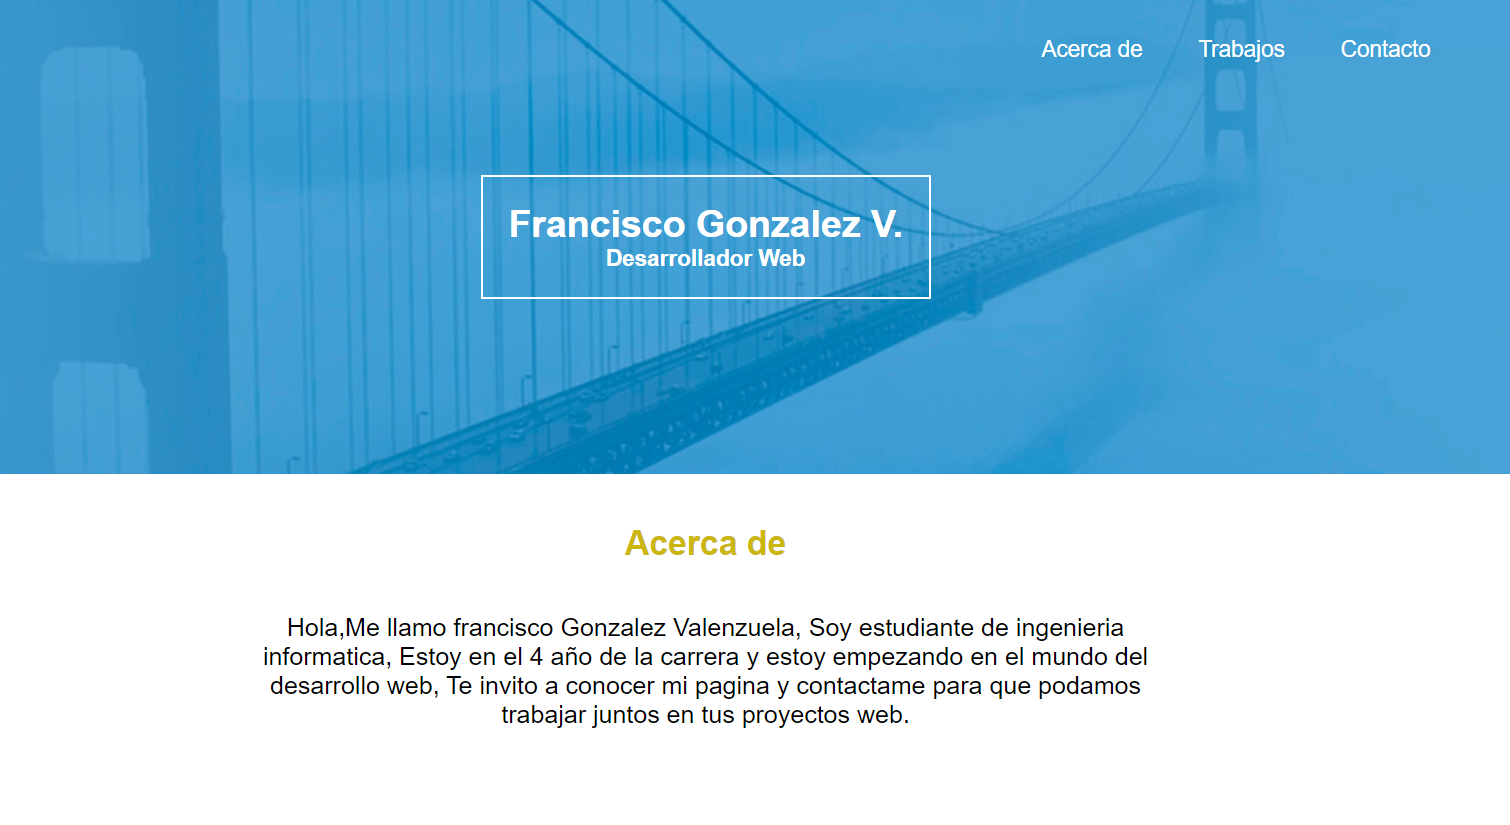 Acerca de Trabajos Contacto
Francisco Gonzalez V.
Desarrollador Web
Acerca de
Hola,Me llamo francisco Gonzalez Valenzuela, Soy estudiante de ingenieria
informatica, Estoy en el 4 año de la carrera y estoy empezando en el mundo del
desarrollo web, Te invito a conocer mi pagina y contactame para que podamos
trabajar juntos en tus proyectos web.